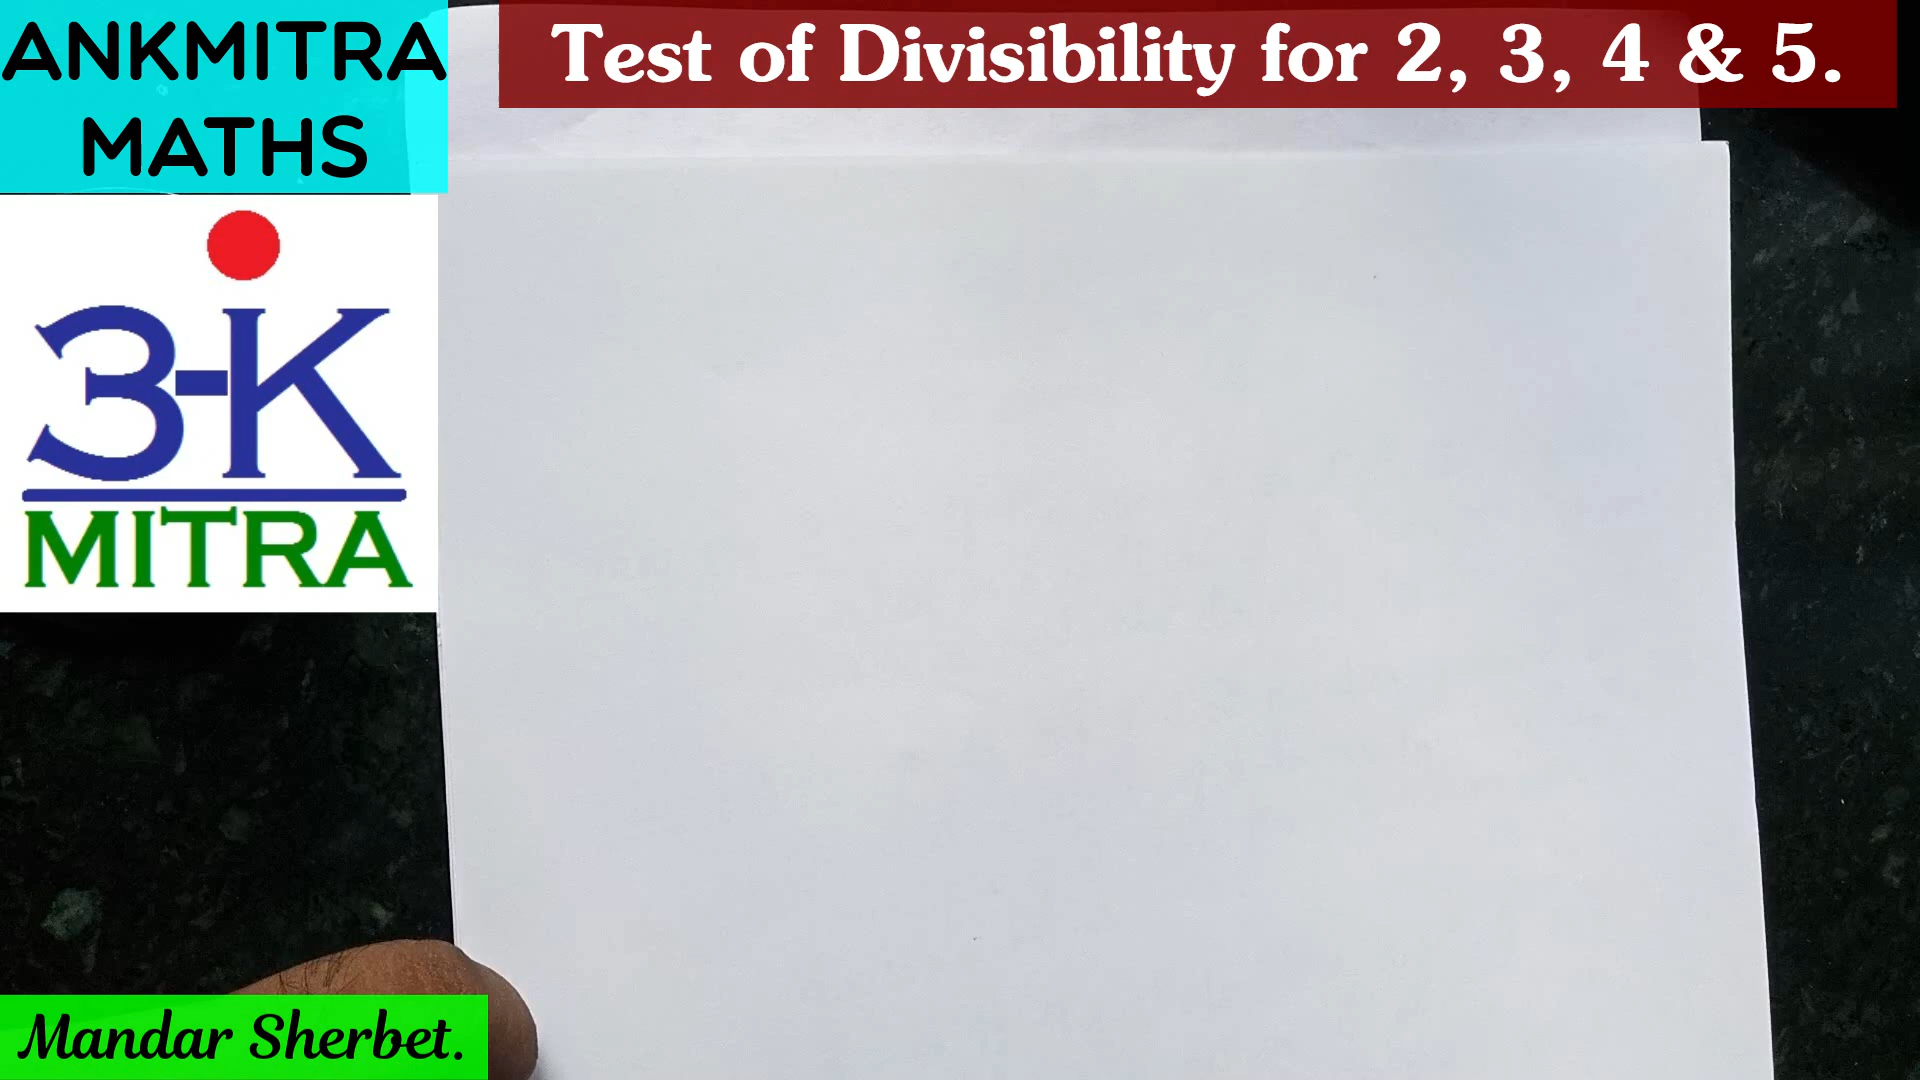 ANKMITRA
MATHS
Test of Divisibility for 2, 3, 4 & 5.
3-K
MITRA
Mandar Sherbet.